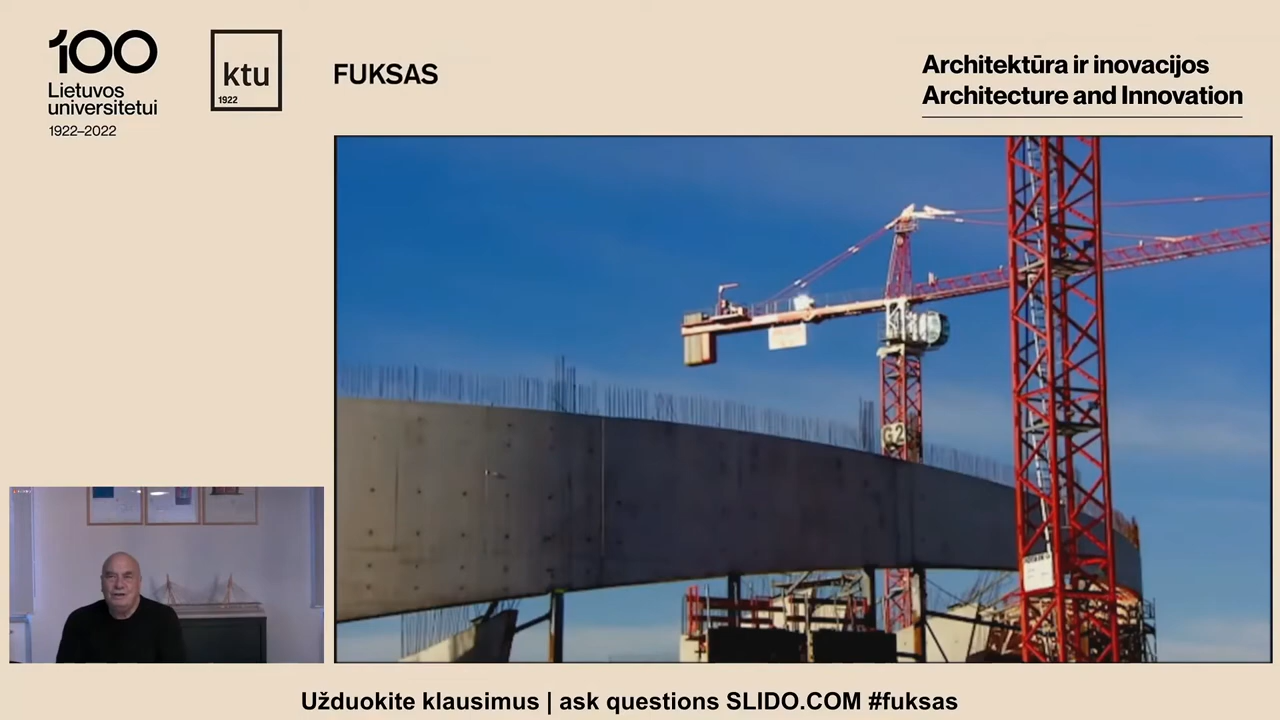 100
Lietuvos
universitetui
1922–2022
ktu
1922
FUKSAS
Architektūra ir inovacijos
Architecture and Innovation
G2
Užduokite klausimus | ask questions SLIDO.COM #fuksas